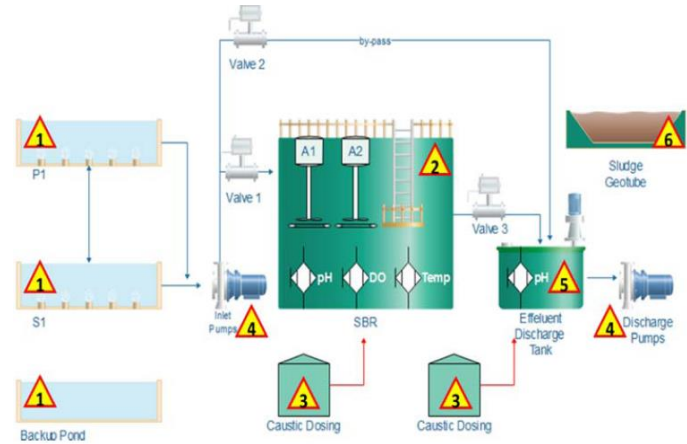 by-pass
Valve 2
1
P1
A1
A2
2
Valve 1
6
Sludge
Geotube
Valve 3
1
S1
pH
DO
Temp
pH
5
Inlet
Pumps
4
SBR
Effeluent
Discharge
Tank
4
Discharge
Pumps
1
Backup Pond
3
Caustic Dosing
3
Caustic Dosing